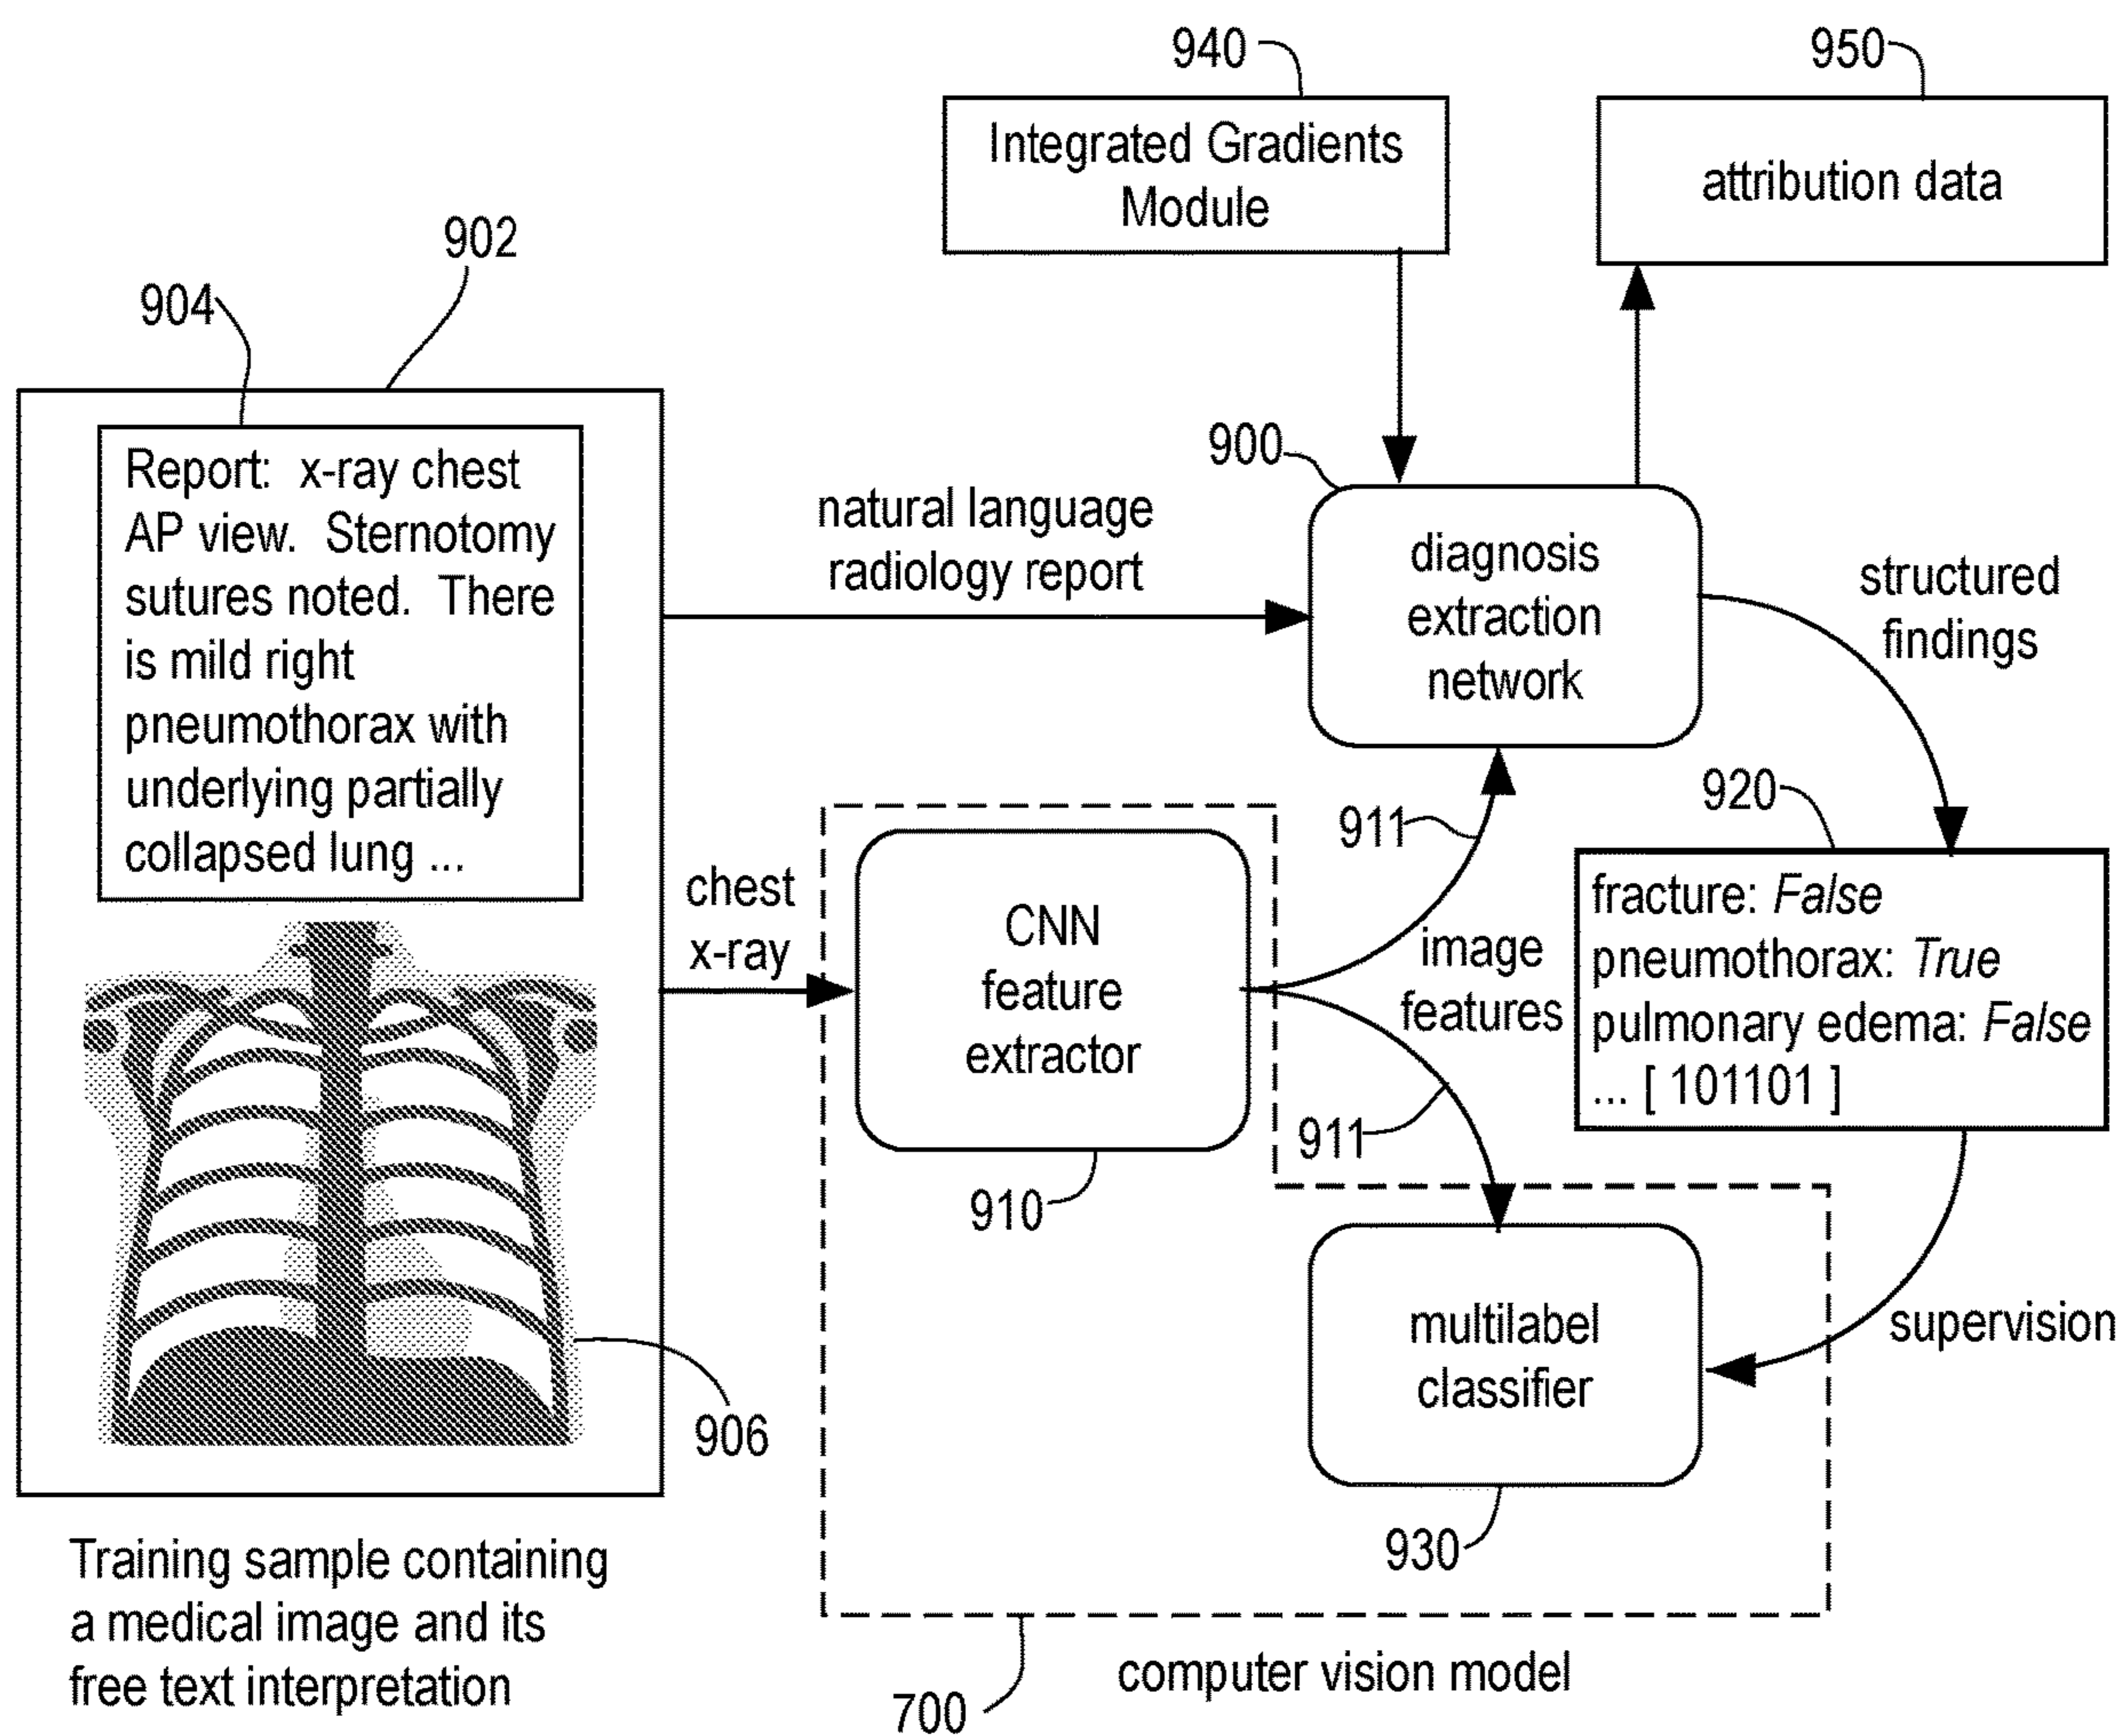 940
950
Integrated Gradients
Module
attribution data
902
904
Report: x-ray chest
AP view. Sternotomy
sutures noted. There
is mild right
pneumothorax with
underlying partially
collapsed lung ...
natural language
radiology report
900
diagnosis
extraction
network
structured
findings
chest
x-ray
CNN
feature
extractor
910
911
image
features
911
920
fracture: False
pneumothorax: True
pulmonary edema: False
... [ 101101 ]
906
multilabel
classifier
930
supervision
Training sample containing
a medical image and its
free text interpretation
700
computer vision model